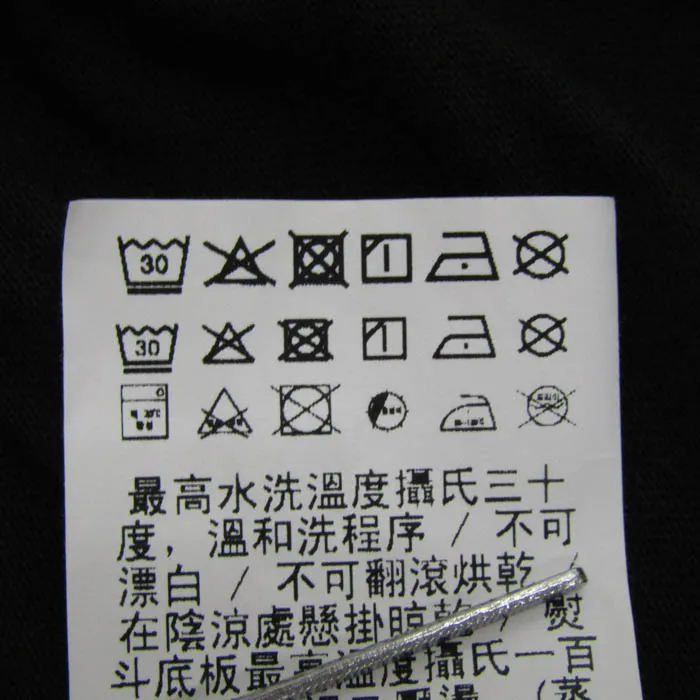 30
30
最高水洗溫度攝氏三十
度，溫和洗程序 / 不可
漂白 / 不可翻滾烘乾 /
在陰涼處懸掛晾乾 / 熨
斗底板最高溫度攝氏一百
燙 （蒸